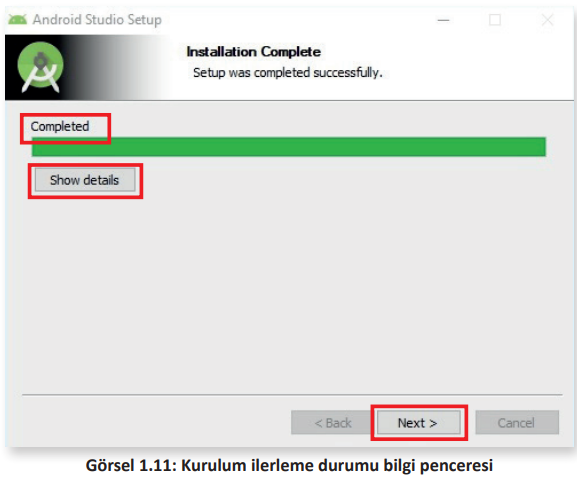 Android Studio Setup
Installation Complete
Setup was completed successfully.
Completed
Show details
< Back
Next >
Cancel
Görsel 1.11: Kurulum ilerleme durumu bilgi penceresi